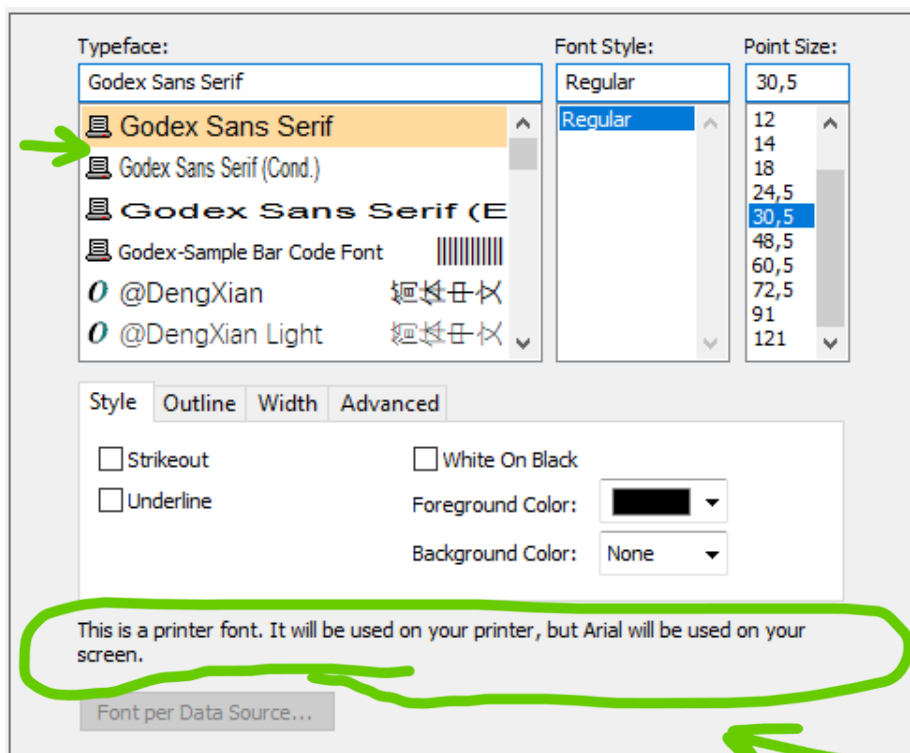 Typeface:
Font Style:
Point Size:
Godex Sans Serif
Regular
30,5
Godex Sans Serif
Godex Sans Serif (Cond.)
Godex Sans Serif (E
Godex-Sample Bar Code Font
@DengXian
@DengXian Light
Regular
12
14
18
24,5
30,5
48,5
60,5
72,5
91
121
Style
Outline
Width
Advanced
Strikeout
White On Black
Underline
Foreground Color:
Background Color:
None
This is a printer font. It will be used on your printer, but Arial will be used on your
screen.
Font per Data Source...